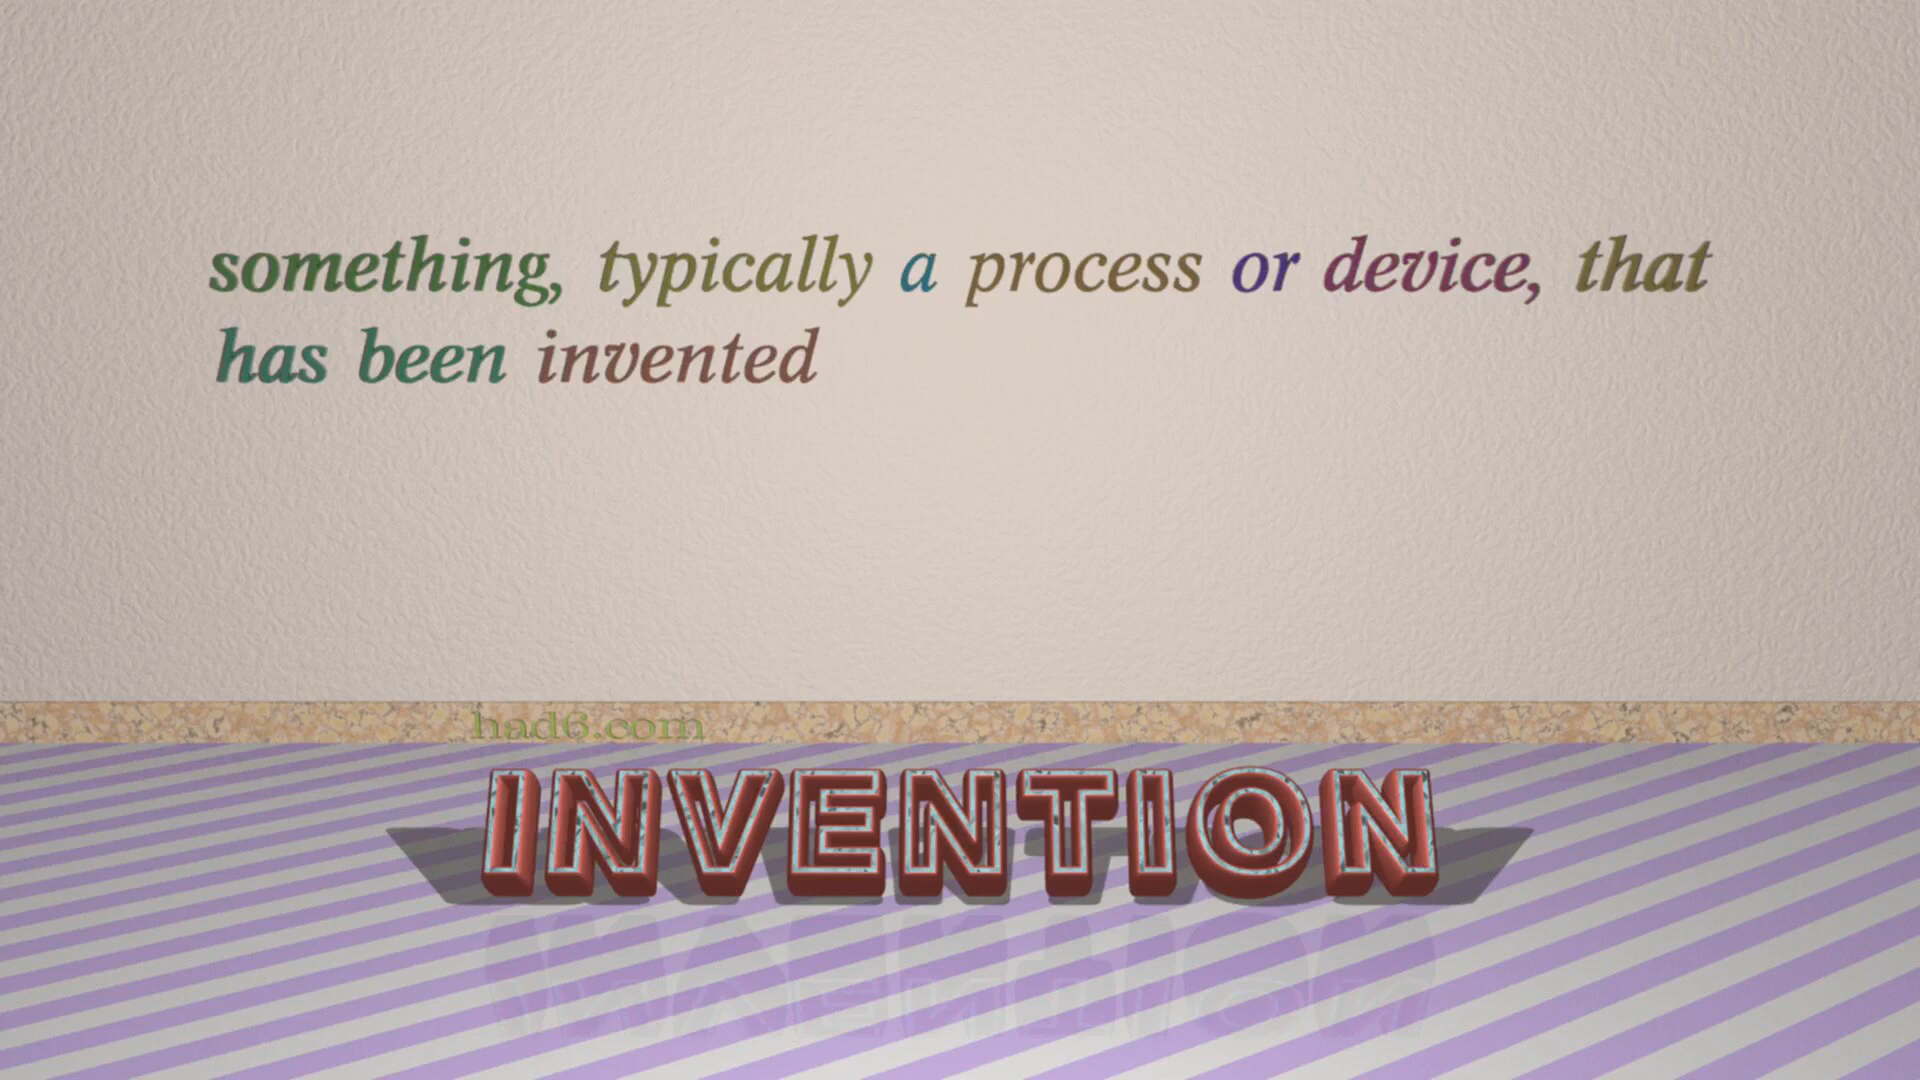 something, typically a process or device, that
has been invented
had6.com
INVENTION